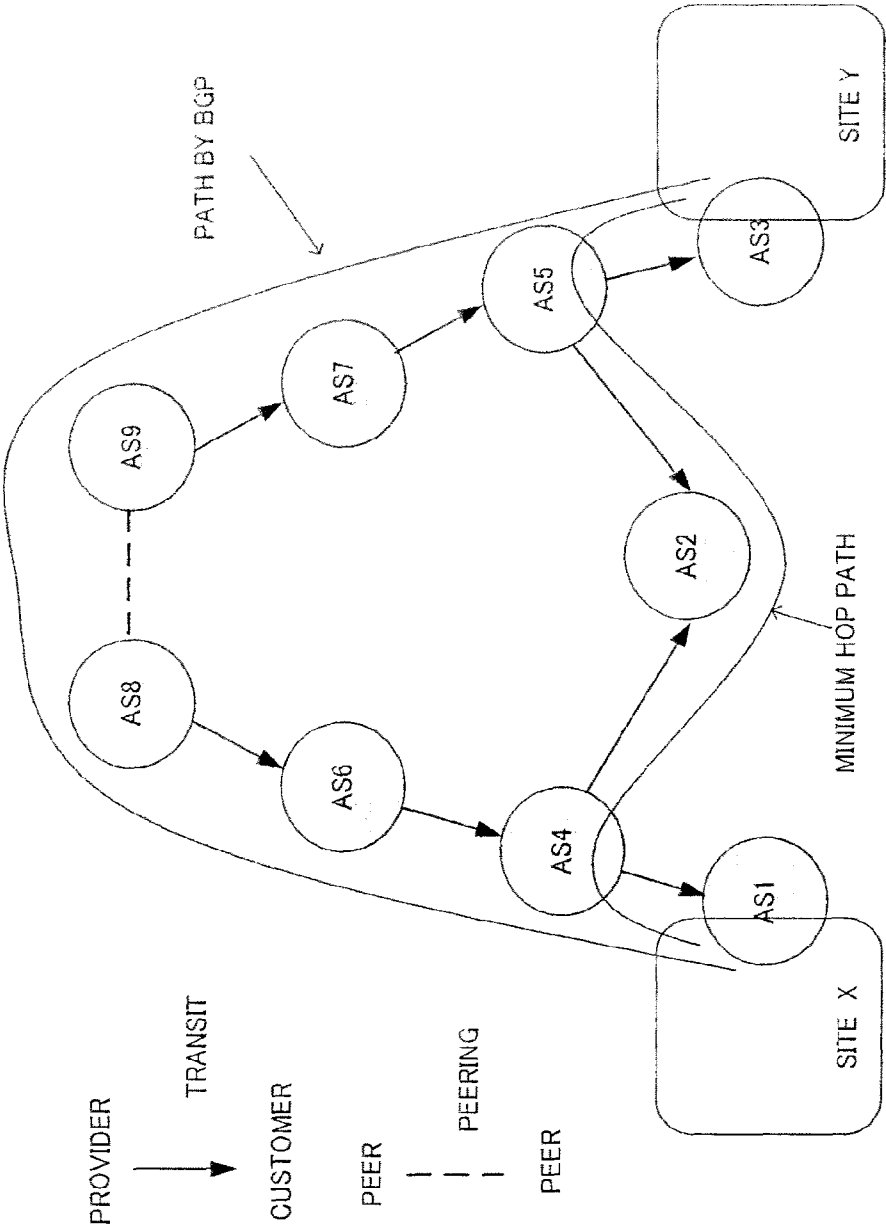 PROVIDER
TRANSIT
CUSTOMER
PEER
PEERING
PEER
PATH BY BGP
AS8
AS9
AS6
AS7
AS4
AS5
AS2
AS1
AS3
SITE X
SITE Y
MINIMUM HOP PATH